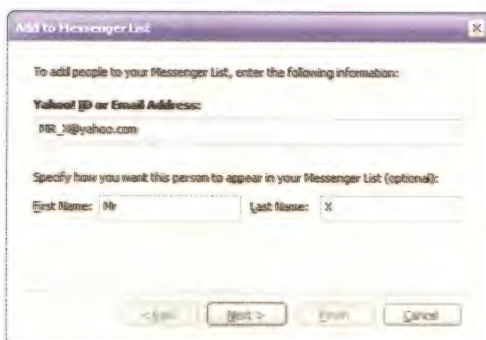 Add to Messenger List
To add people to your Messenger List, enter the following information:
Yahoo! ID or Email Address:
MR_X@yahoo.com
Specify how you want this person to appear in your Messenger List (optional):
First Name: Mr Last Name: X
< Back Next > Finish Cancel